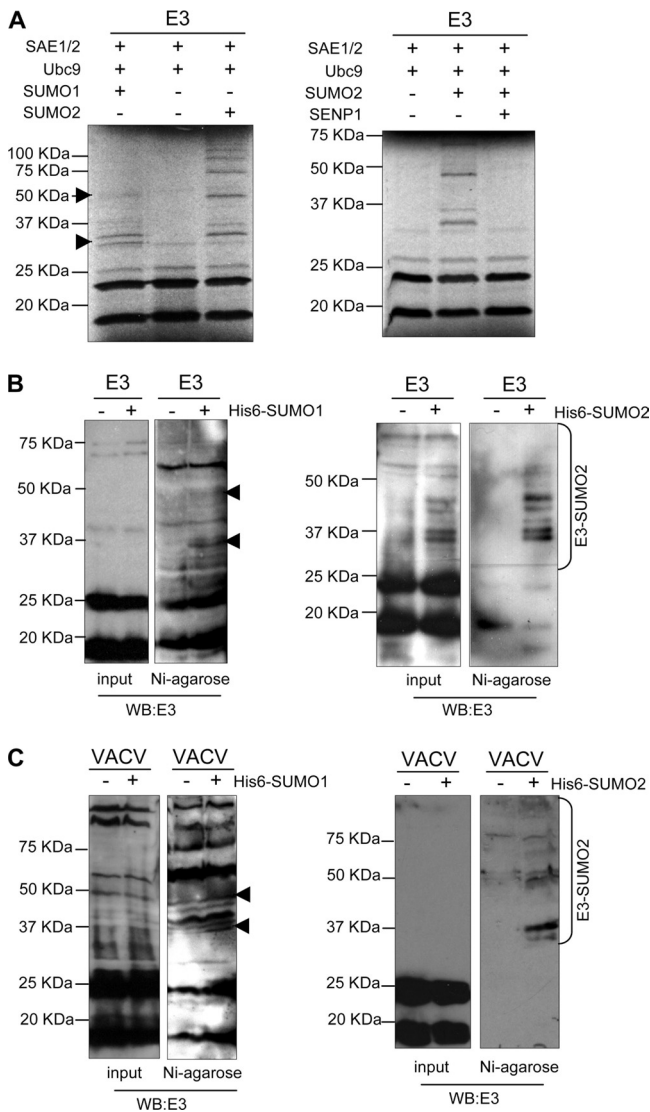 A
E3
SAE1/2 + + +
Ubc9 + + +
SUMO1 + - -
SUMO2 - - +
100 KDa
75 KDa
50 KDa
37 KDa
25 KDa
20 KDa
E3
SAE1/2 + + +
Ubc9 + + +
SUMO2 - + +
SENP1 - - +
75 KDa
50 KDa
37 KDa
25 KDa
20 KDa
B
E3 E3
- + - + His6-SUMO1
75 KDa
50 KDa
37 KDa
25 KDa
20 KDa
input Ni-agarose
WB:E3
E3 E3
- + - + His6-SUMO2
50 KDa
37 KDa
25 KDa
20 KDa
E3-SUMO2
input Ni-agarose
WB:E3
C
VACV VACV
- + - + His6-SUMO1
75 KDa
50 KDa
37 KDa
25 KDa
20 KDa
input Ni-agarose
WB:E3
VACV VACV
- + - + His6-SUMO2
75 KDa
50 KDa
37 KDa
25 KDa
20 KDa
E3-SUMO2
input Ni-agarose
WB:E3